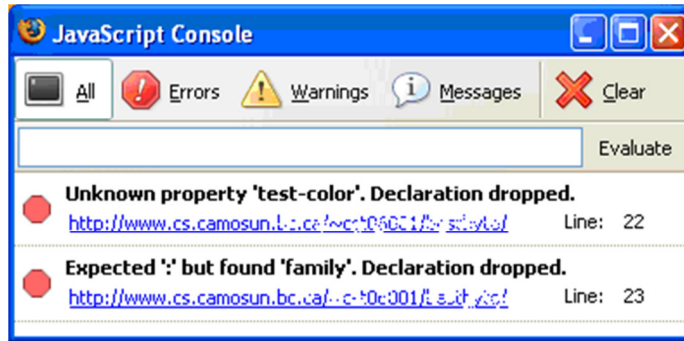 JavaScript Console
All Errors Warnings Messages Clear
Evaluate
Unknown property 'test-color'. Declaration dropped.
Line: 22
Expected ':' but found 'family'. Declaration dropped.
Line: 23